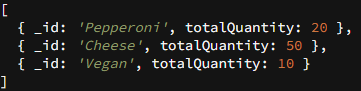 [
  { _id: 'Pepperoni', totalQuantity: 20 },
  { _id: 'Cheese', totalQuantity: 50 },
  { _id: 'Vegan', totalQuantity: 10 }
]